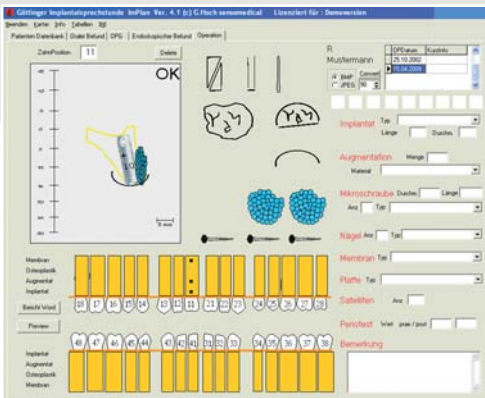 Göttinger Implantatsprechstunde ImPlan Ver. 4.1 (c) G.Hoch sensomedical Lizenziert für : Demoversion
Beenden Karte Info Tabellen Bild
Patienten Datenbank Oraler Befund OPG Endoskopischer Befund Operation
ZahnPosition 11 Delete
OK
5 mm
R
Mustermann
OPDatum KurzInfo
25.10.2002
15.04.2008
BMP
JPEG
Convert
90
Implantat Typ
Länge Durchm.
Augmentation Menge
Material
Mikroschraube Durchm. Länge
Anz Typ
Nägel Anz Typ
Membran Typ
Platte Typ
Satelliten Anz
Periotest Wert prae / post
Bemerkung
Membran
Osteoplastik
Augmentat
Implantat
Bericht Word
18 17 16 15 14 13 12 11 21 22 23 24 25 26 27 28
Preview
48 47 46 45 44 43 42 41 31 32 33 34 35 36 37 38
Implantat
Augmentat
Osteoplastik
Membran